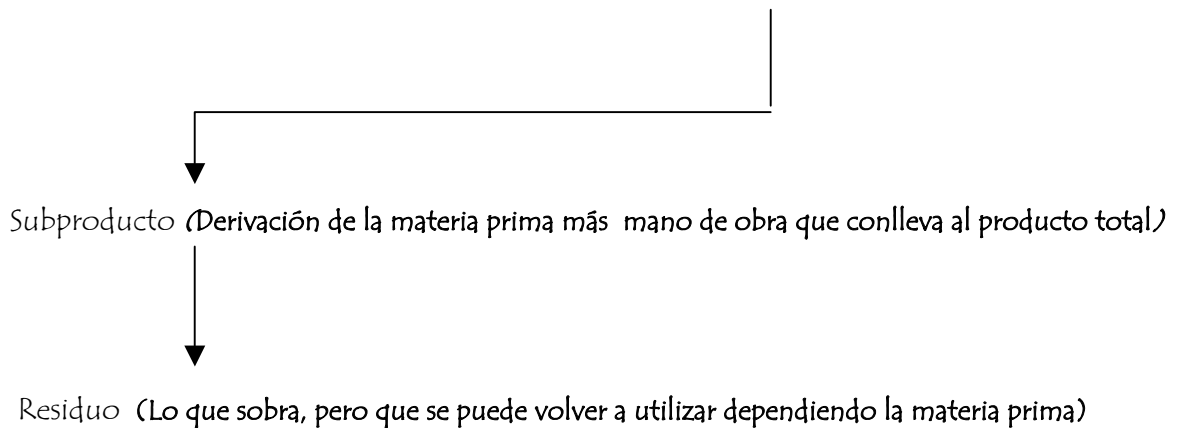 Subproducto (Derivación de la materia prima más mano de obra que conlleva al producto total)
Residuo (Lo que sobra, pero que se puede volver a utilizar dependiendo la materia prima)